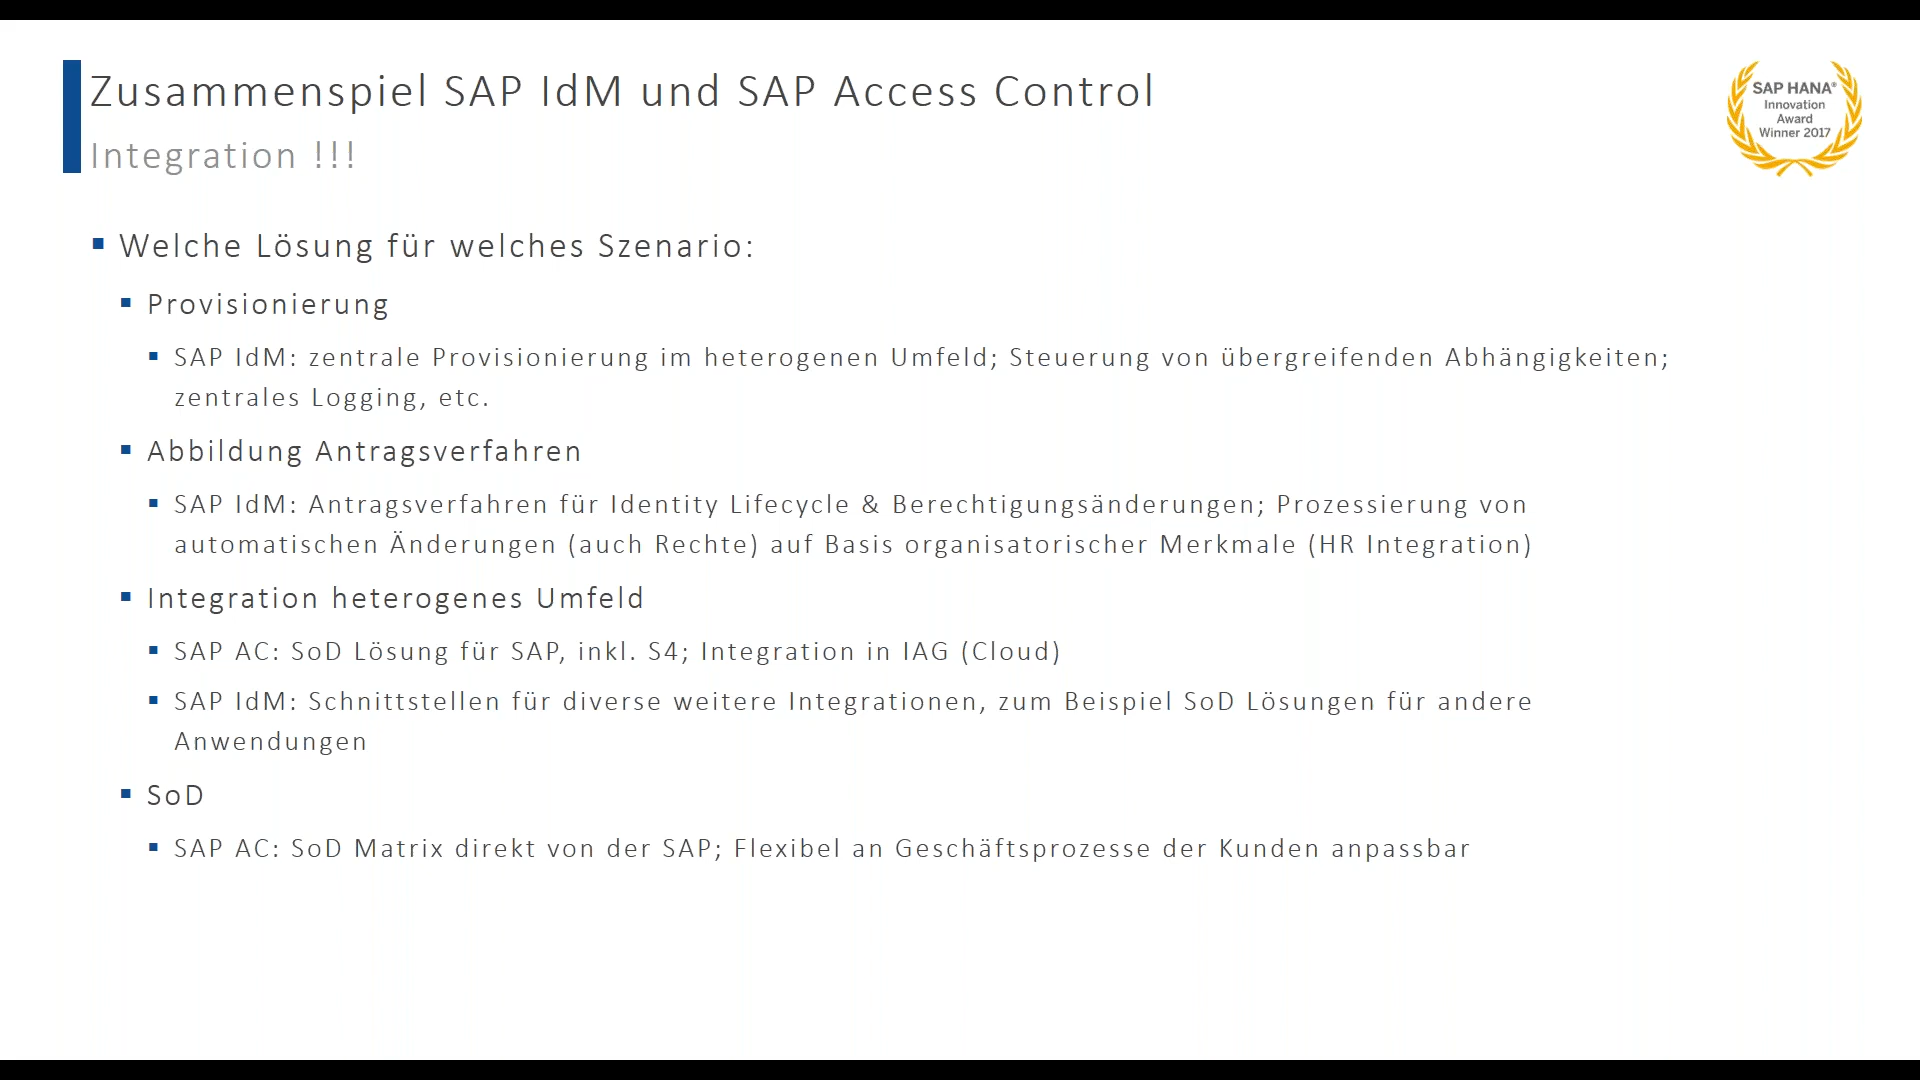 Zusammenspiel SAP IdM und SAP Access Control
Integration !!!
SAP HANA®
Innovation
Award
Winner 2017
Welche Lösung für welches Szenario:
Provisionierung
SAP IdM: zentrale Provisionierung im heterogenen Umfeld; Steuerung von übergreifenden Abhängigkeiten;
zentrales Logging, etc.
Abbildung Antragsverfahren
SAP IdM: Antragsverfahren für Identity Lifecycle & Berechtigungsänderungen; Prozessierung von
automatischen Änderungen (auch Rechte) auf Basis organisatorischer Merkmale (HR Integration)
Integration heterogenes Umfeld
SAP AC: SoD Lösung für SAP, inkl. S4; Integration in IAG (Cloud)
SAP IdM: Schnittstellen für diverse weitere Integrationen, zum Beispiel SoD Lösungen für andere
Anwendungen
SoD
SAP AC: SoD Matrix direkt von der SAP; Flexibel an Geschäftsprozesse der Kunden anpassbar